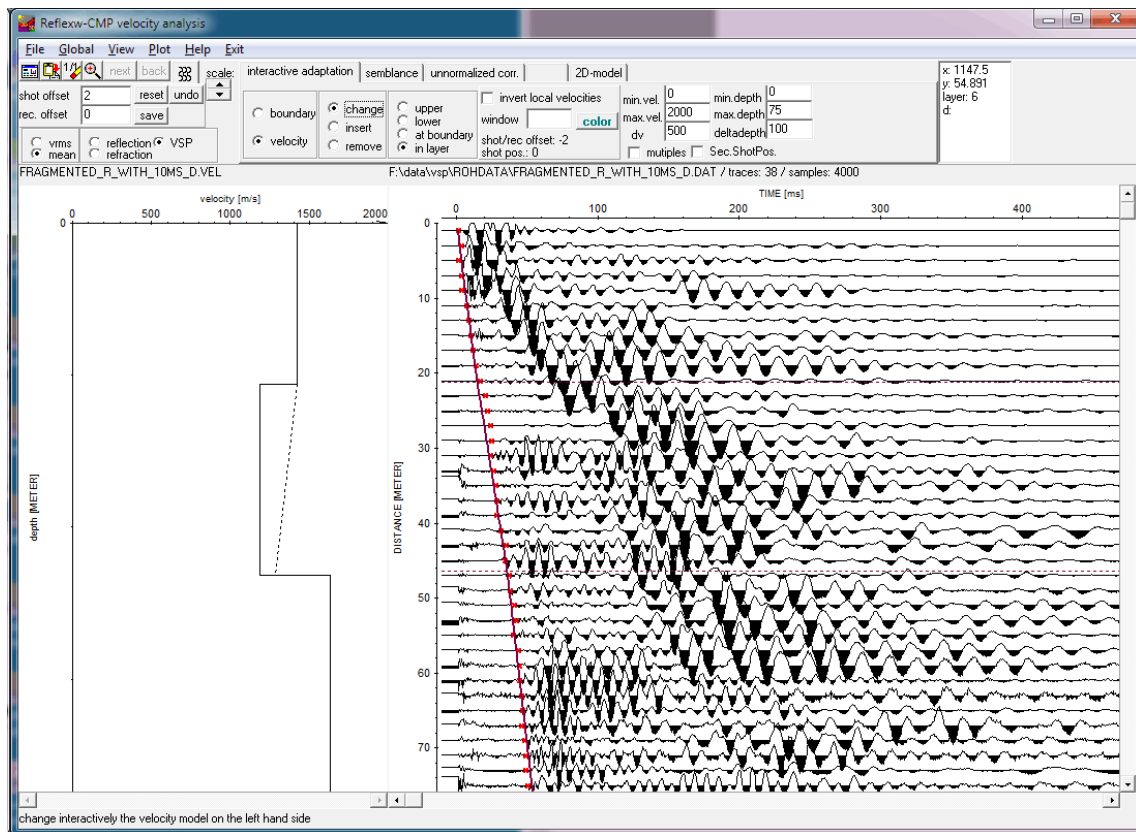 Reflexw-CMP velocity analysis
File Global View Plot Help Exit
1/1 next back scale:
shot offset 2 reset undo
rec. offset 0 save
vrms reflection VSP
mean refraction
interactive adaptation semblance unnormalized corr. 2D-model
boundary change upper
insert lower
velocity remove at boundary
in layer
invert local velocities
window color
shot/rec offset: -2
shot pos.: 0
min.vel. 0 min.depth 0
max.vel. 2000 max.depth 75
dv 500 deltadepth 100
mutiples Sec.ShotPos.
x: 1147.5
y: 54.891
layer: 6
d:
FRAGMENTED_R_WITH_10MS_D.VEL F:\data\vsp\ROHDATA\FRAGMENTED_R_WITH_10MS_D.DAT / traces: 38 / samples: 4000
velocity [m/s]
0 500 1000 1500 2000
0
depth [METER]
TIME [ms]
0 100 200 300 400
0
10
20
30
40
50
60
70
DISTANCE [METER]
change interactively the velocity model on the left hand side